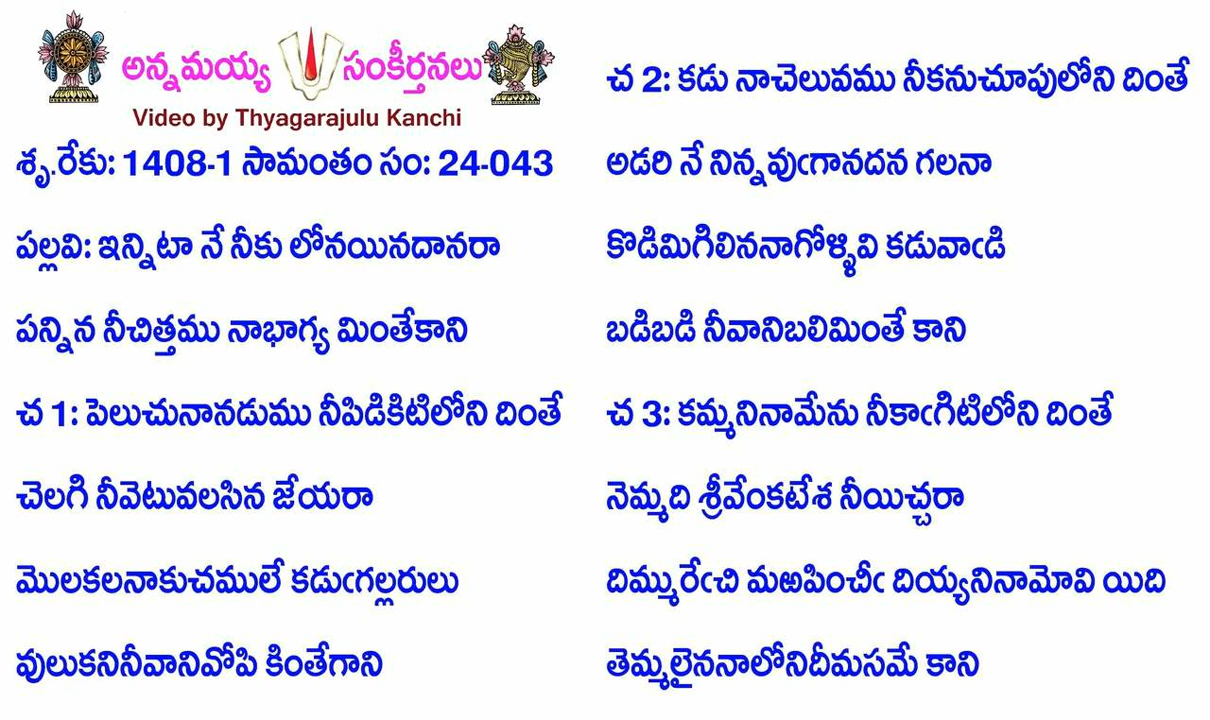 అన్నమయ్య సంకీర్తనలు
Video by Thyagarajulu Kanchi
శృ.రేకు: 1408-1 సామంతం సం: 24-043
పల్లవి: ఇన్నిటా నే నీకు లోనయినదానరా
పన్నిన నీచిత్తము నాభాగ్య మింతేకాని
చ 1: పెలుచునానడుము నీపిడికిటిలోని దింతే
చెలగి నీవెటువలసిన జేయరా
మొలకలనాకుచములే కడుఁగల్లరులు
వులుకనినీవానివోపి కింతేగాని
చ 2: కడు నాచెలువము నీకనుచూపులోని దింతే
అడరి నే నిన్నవుఁగానదన గలనా
కొడిమిగిలిననాగోళ్ళివి కడువాఁడి
బడిబడి నీవానిబలిమింతే కాని
చ 3: కమ్మనినామేను నీకాఁగిటిలోని దింతే
నెమ్మది శ్రీవేంకటేశ నీయిచ్చరా
దిమ్మురేఁచి మఱపించీఁ దియ్యనినామోవి యిది
తెమ్మలైననాలోనిదీమసమే కాని